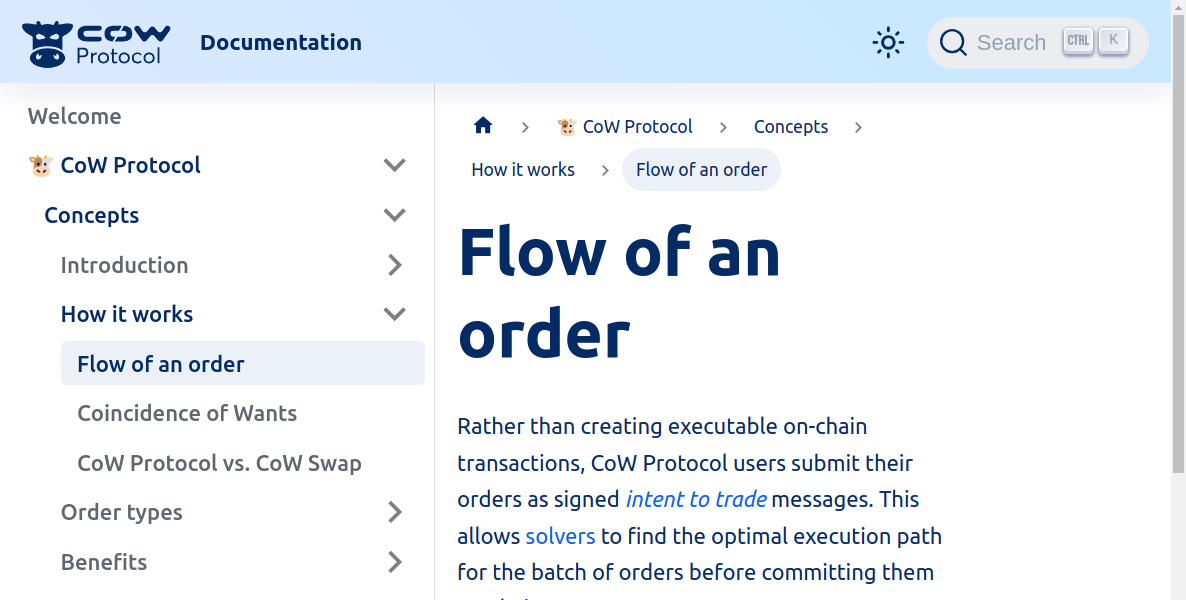 COW Protocol
Documentation
Search CTRL K
Welcome
CoW Protocol
Concepts
Introduction
How it works
Flow of an order
Coincidence of Wants
CoW Protocol vs. CoW Swap
Order types
Benefits
CoW Protocol
Concepts
How it works
Flow of an order
Flow of an
order
Rather than creating executable on-chain
transactions, CoW Protocol users submit their
orders as signed intent to trade messages. This
allows solvers to find the optimal execution path
for the batch of orders before committing them